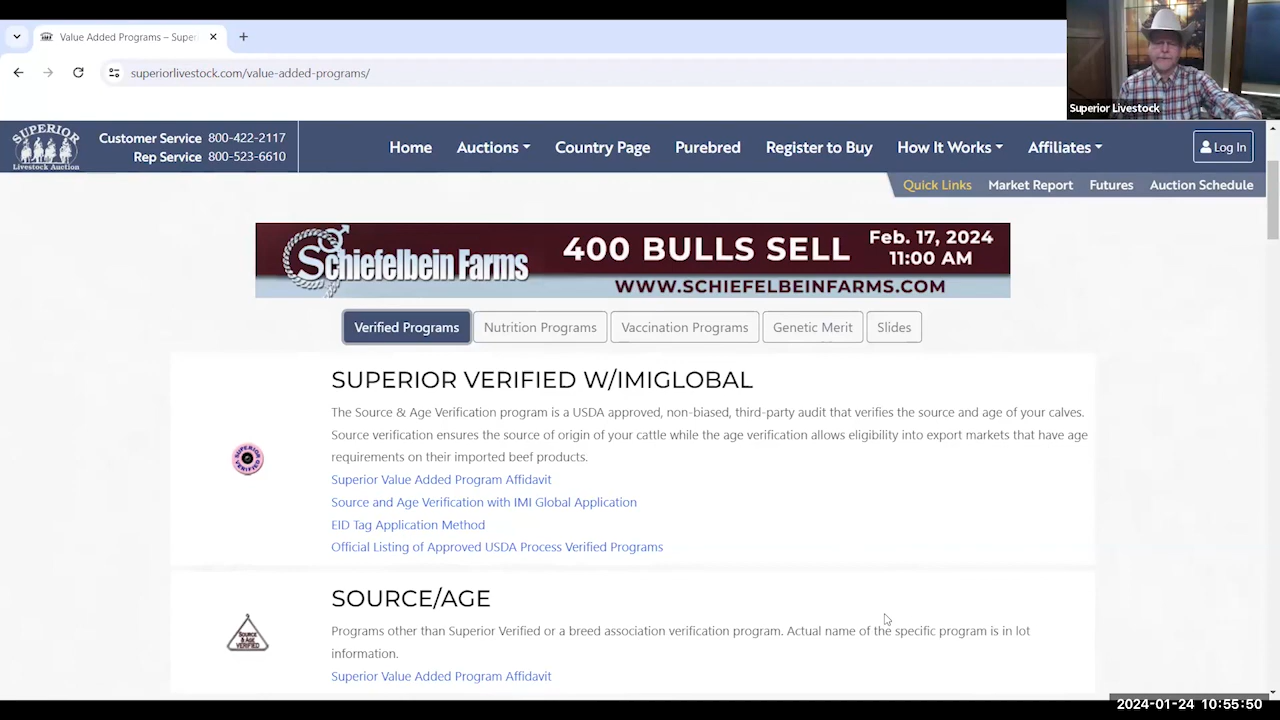 Value Added Programs – Super
superiorlivestock.com/value-added-programs/
Superior Livestock
SUPERIOR
Livestock Auction
Customer Service 800-422-2117
Rep Service 800-523-6610
Home
Auctions
Country Page
Purebred
Register to Buy
How It Works
Affiliates
Log In
Quick Links
Market Report
Futures
Auction Schedule
Schiefelbein Farms
400 BULLS SELL
Feb. 17, 2024
11:00 AM
WWW.SCHIEFELBEINFARMS.COM
Verified Programs
Nutrition Programs
Vaccination Programs
Genetic Merit
Slides
SUPERIOR VERIFIED W/IMIGLOBAL
The Source & Age Verification program is a USDA approved, non-biased, third-party audit that verifies the source and age of your calves.
Source verification ensures the source of origin of your cattle while the age verification allows eligibility into export markets that have age
requirements on their imported beef products.
SUPERIOR
VERIFIED
Superior Value Added Program Affidavit
Source and Age Verification with IMI Global Application
EID Tag Application Method
Official Listing of Approved USDA Process Verified Programs
SOURCE/AGE
SOURCE
& AGE
VERIFIED
Programs other than Superior Verified or a breed association verification program. Actual name of the specific program is in lot
information.
Superior Value Added Program Affidavit
2024-01-24 10:55:50